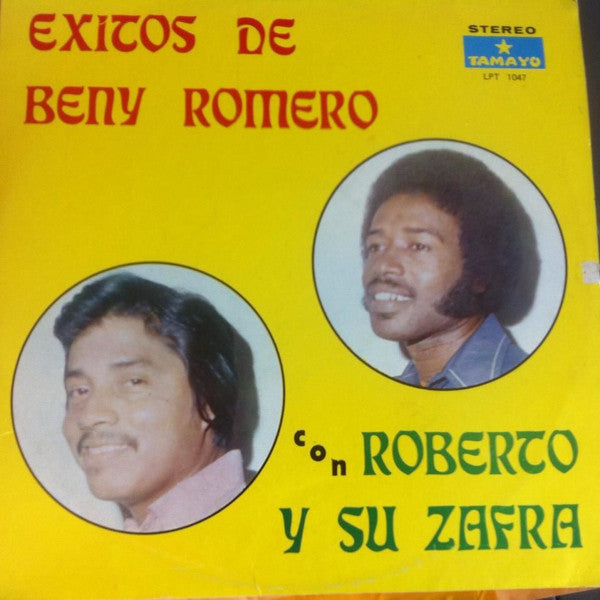 EXITOS DE
BENY ROMERO
STEREO
TAMAYO
LPT 1047
con ROBERTO
Y SU ZAFRA